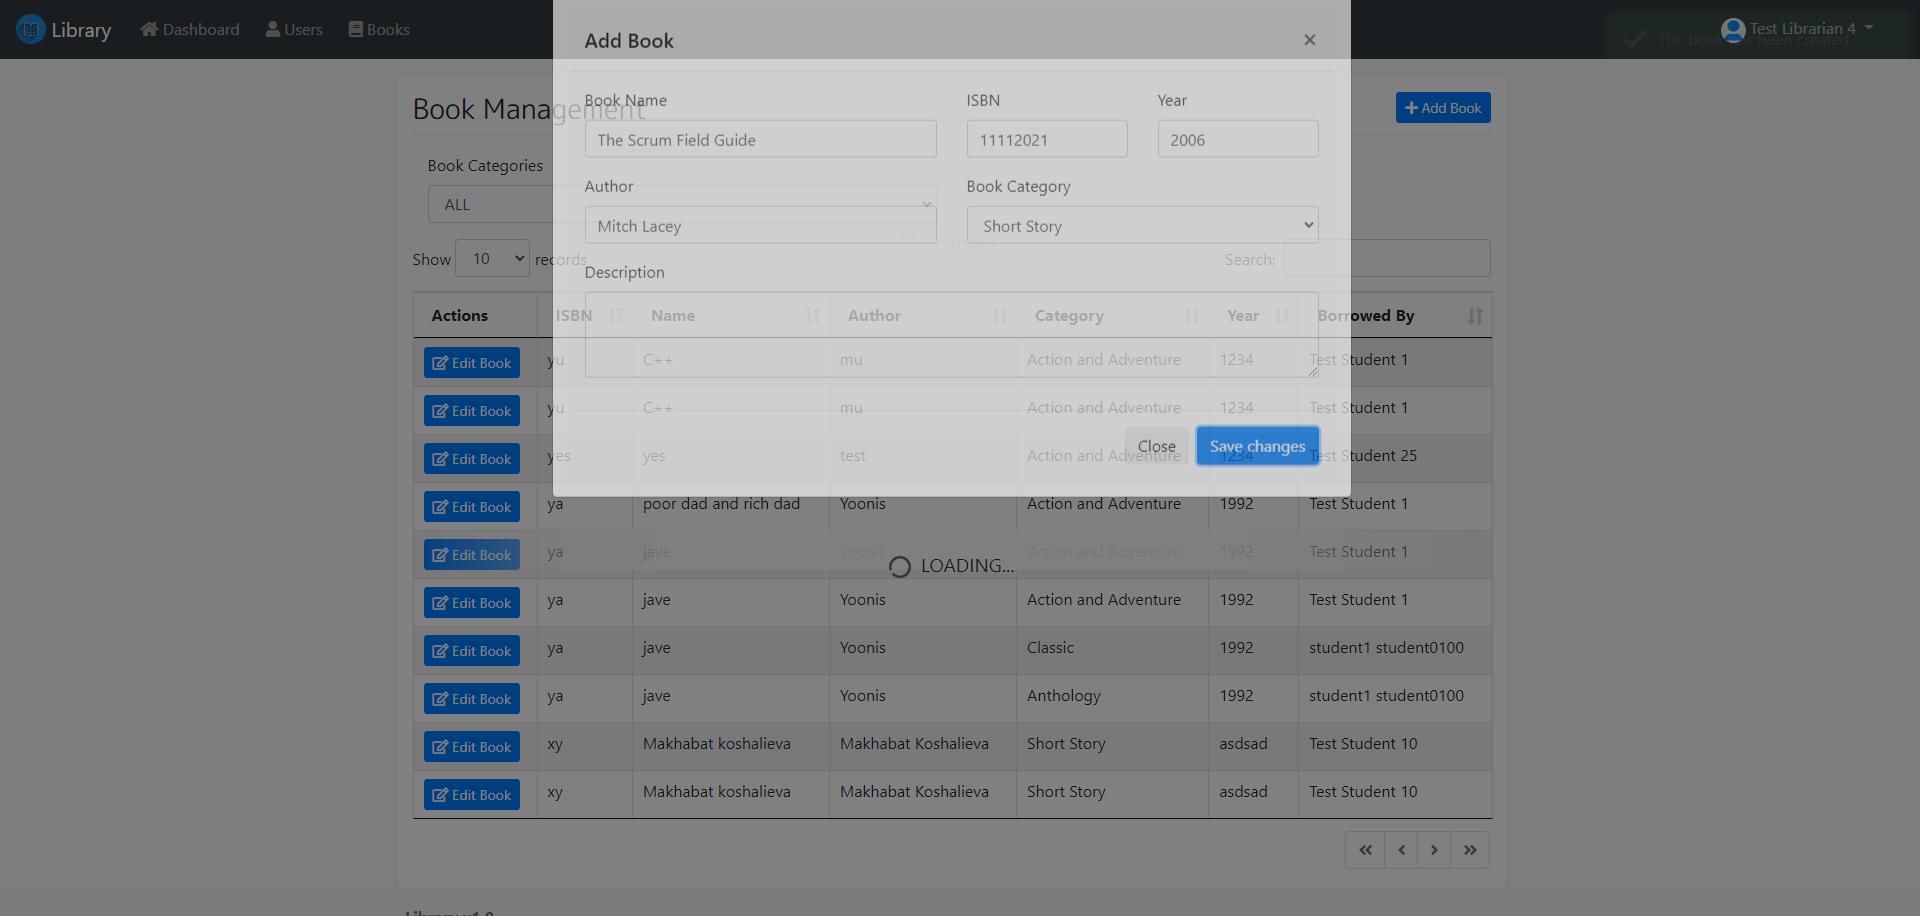 Library Dashboard Users Books Test Librarian 4
The book has been created.
Add Book ×
Book Management
Add Book
Book Name ISBN Year
The Scrum Field Guide 11112021 2006
Book Categories
Author Book Category
ALL
Mitch Lacey Short Story
Show 10 records Search:
Description
Actions ISBN Name Author Category Year Borrowed By
Edit Book yu C++ mu Action and Adventure 1234 Test Student 1
Edit Book yu C++ mu Action and Adventure 1234 Test Student 1
Close Save changes
Edit Book yes yes test Action and Adventure 1234 Test Student 25
Edit Book ya poor dad and rich dad Yoonis Action and Adventure 1992 Test Student 1
Edit Book ya jave Yoonis Action and Adventure 1992 Test Student 1
LOADING...
Edit Book ya jave Yoonis Action and Adventure 1992 Test Student 1
Edit Book ya jave Yoonis Classic 1992 student1 student0100
Edit Book ya jave Yoonis Anthology 1992 student1 student0100
Edit Book xy Makhabat koshalieva Makhabat Koshalieva Short Story asdsad Test Student 10
Edit Book xy Makhabat koshalieva Makhabat Koshalieva Short Story asdsad Test Student 10
« ‹ › »